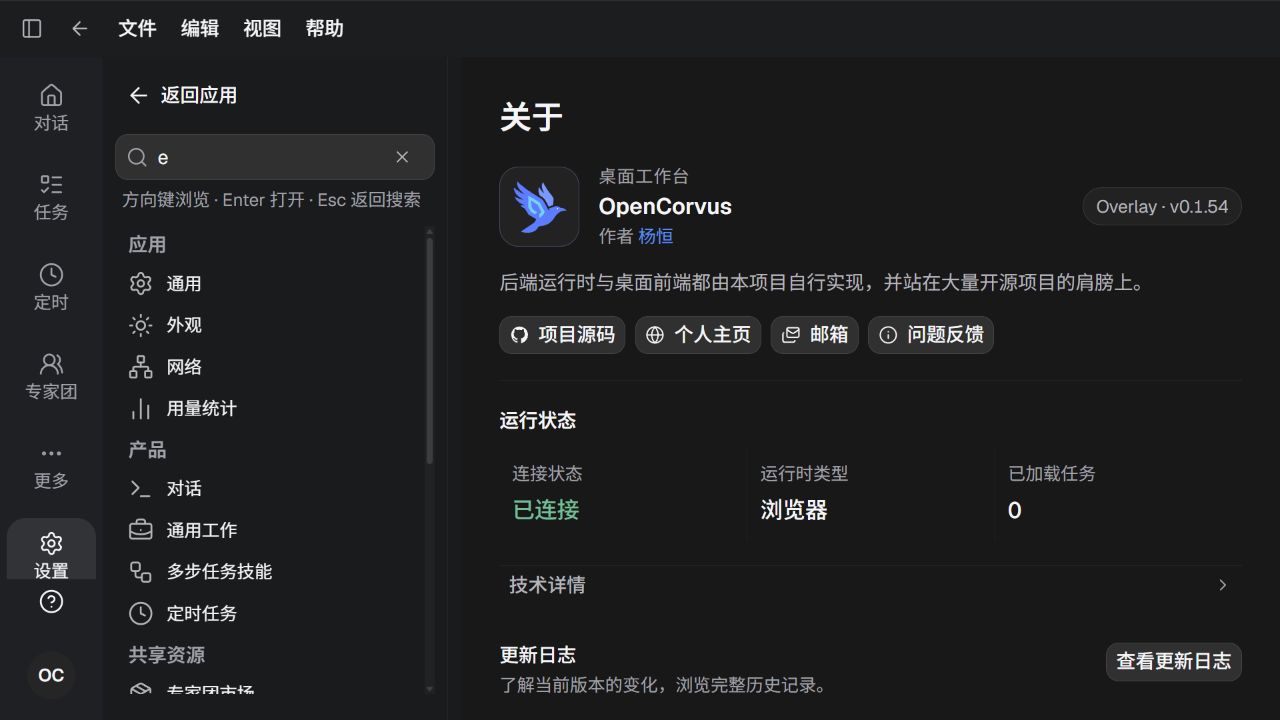 文件 编辑 视图 帮助
对话
任务
定时
专家团
更多
设置
OC
返回应用
e
方向键浏览 · Enter 打开 · Esc 返回搜索
应用
通用
外观
网络
用量统计
产品
对话
通用工作
多步任务技能
定时任务
共享资源
专家团市场
关于
桌面工作台
OpenCorvus
作者 杨恒
Overlay · v0.1.54
后端运行时与桌面前端都由本项目自行实现，并站在大量开源项目的肩膀上。
项目源码 个人主页 邮箱 问题反馈
运行状态
连接状态 运行时类型 已加载任务
已连接 浏览器 0
技术详情
更新日志
了解当前版本的变化，浏览完整历史记录。
查看更新日志